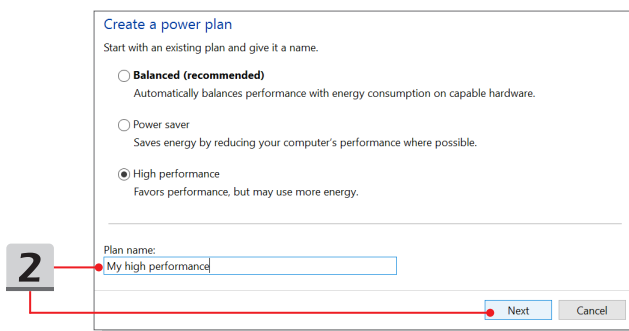 Create a power plan
Start with an existing plan and give it a name.
Balanced (recommended)
Automatically balances performance with energy consumption on capable hardware.
Power saver
Saves energy by reducing your computer's performance where possible.
High performance
Favors performance, but may use more energy.
Plan name:
2 My high performance
Next Cancel